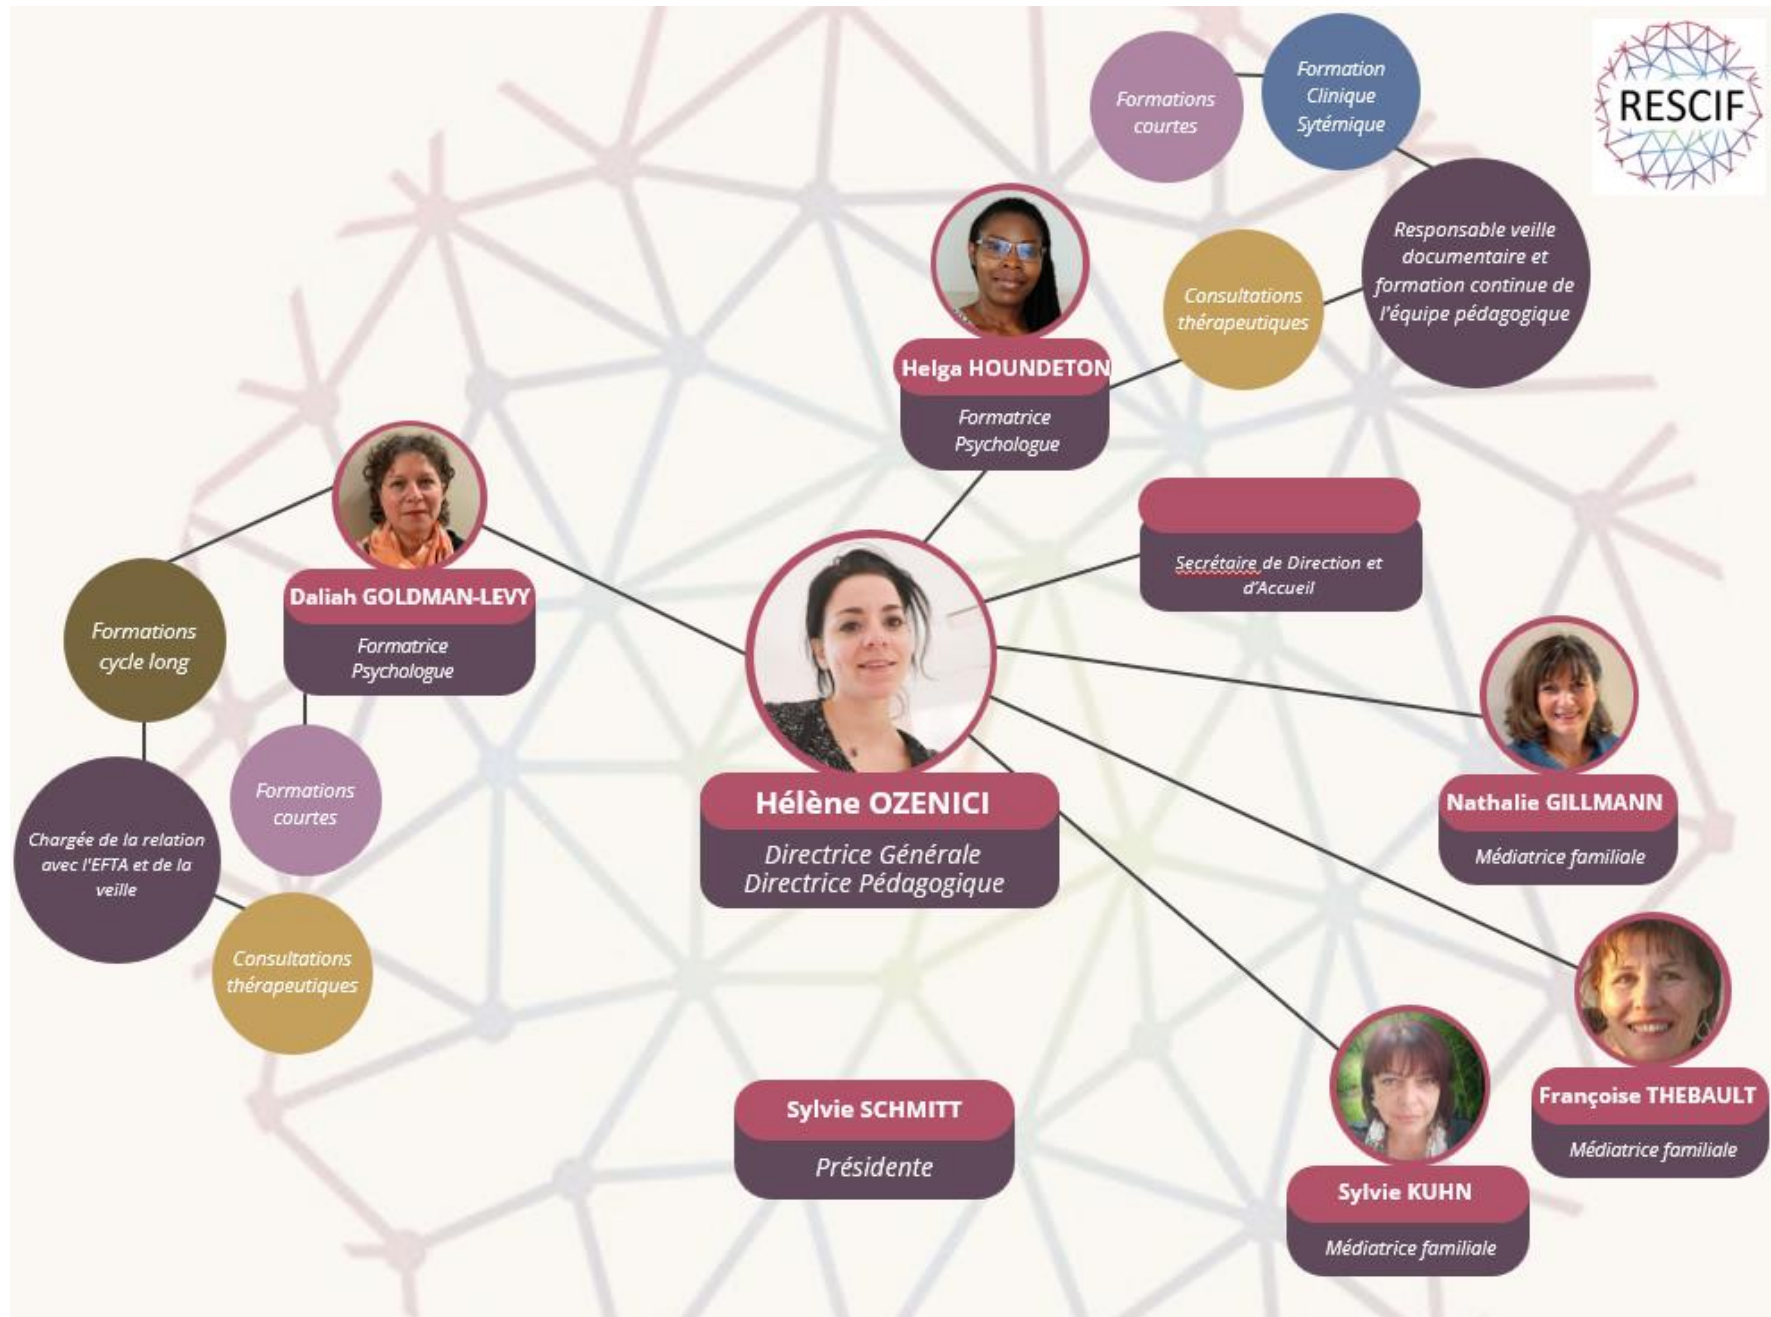 Formations
courtes
Formation
Clinique
Sytémique
RESCIF
Responsable veille
documentaire et
formation continue de
l'équipe pédagogique
Consultations
thérapeutiques
Helga HOUNDETON
Formatrice
Psychologue
Secrétaire de Direction et
d'Accueil
Daliah GOLDMAN-LEVY
Formatrice
Psychologue
Formations
cycle long
Formations
courtes
Chargée de la relation
avec l'EFTA et de la
veille
Consultations
thérapeutiques
Hélène OZENICI
Directrice Générale
Directrice Pédagogique
Nathalie GILLMANN
Médiatrice familiale
Françoise THEBAULT
Médiatrice familiale
Sylvie KUHN
Médiatrice familiale
Sylvie SCHMITT
Présidente